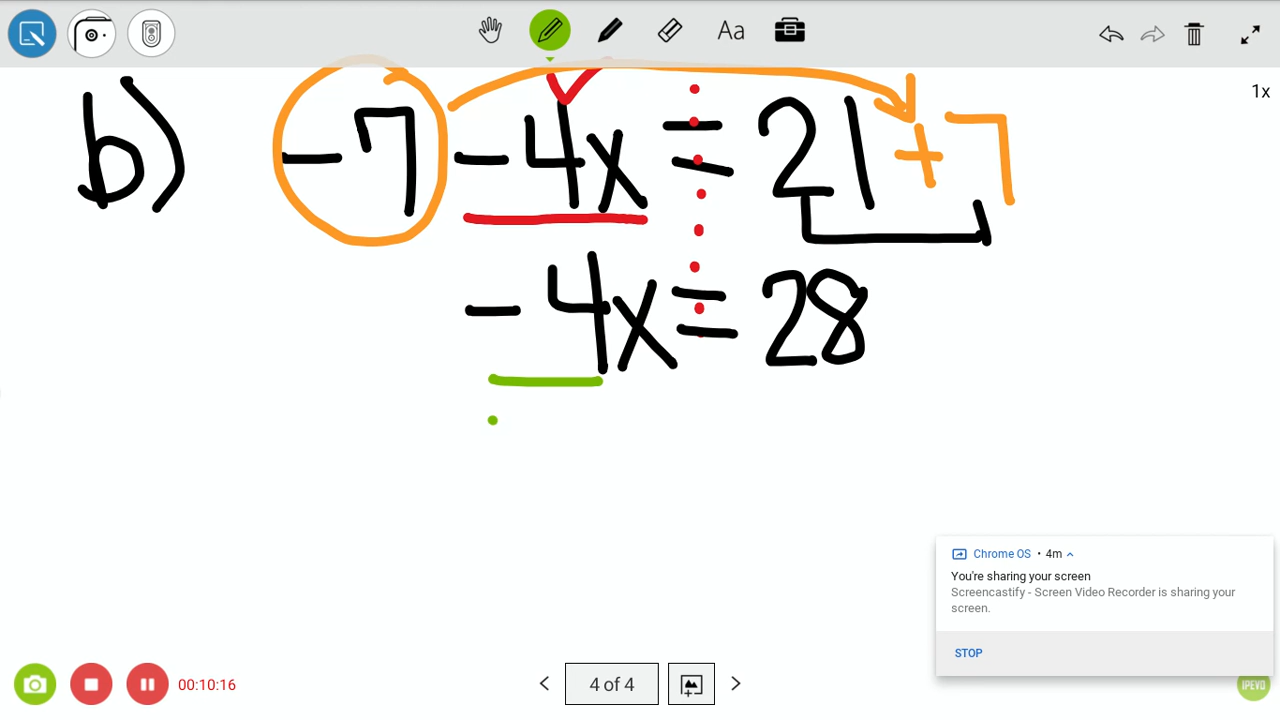 Aa
1x
b) -7 -4x = 21 + 7
-4x = 28
Chrome OS • 4m
You're sharing your screen
Screencastify - Screen Video Recorder is sharing your
screen.
STOP
00:10:16
4 of 4
IPEVO